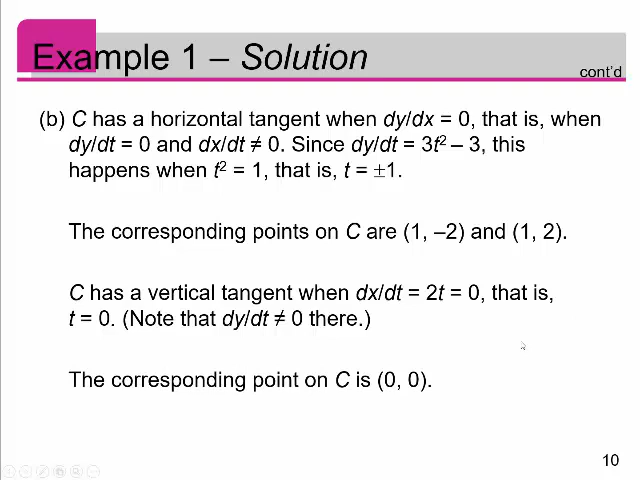 Example 1 – Solution
cont'd
(b) C has a horizontal tangent when dy/dx = 0, that is, when
dy/dt = 0 and dx/dt ≠ 0. Since dy/dt = 3t² – 3, this
happens when t² = 1, that is, t = ±1.
The corresponding points on C are (1, –2) and (1, 2).
C has a vertical tangent when dx/dt = 2t = 0, that is,
t = 0. (Note that dy/dt ≠ 0 there.)
The corresponding point on C is (0, 0).
10